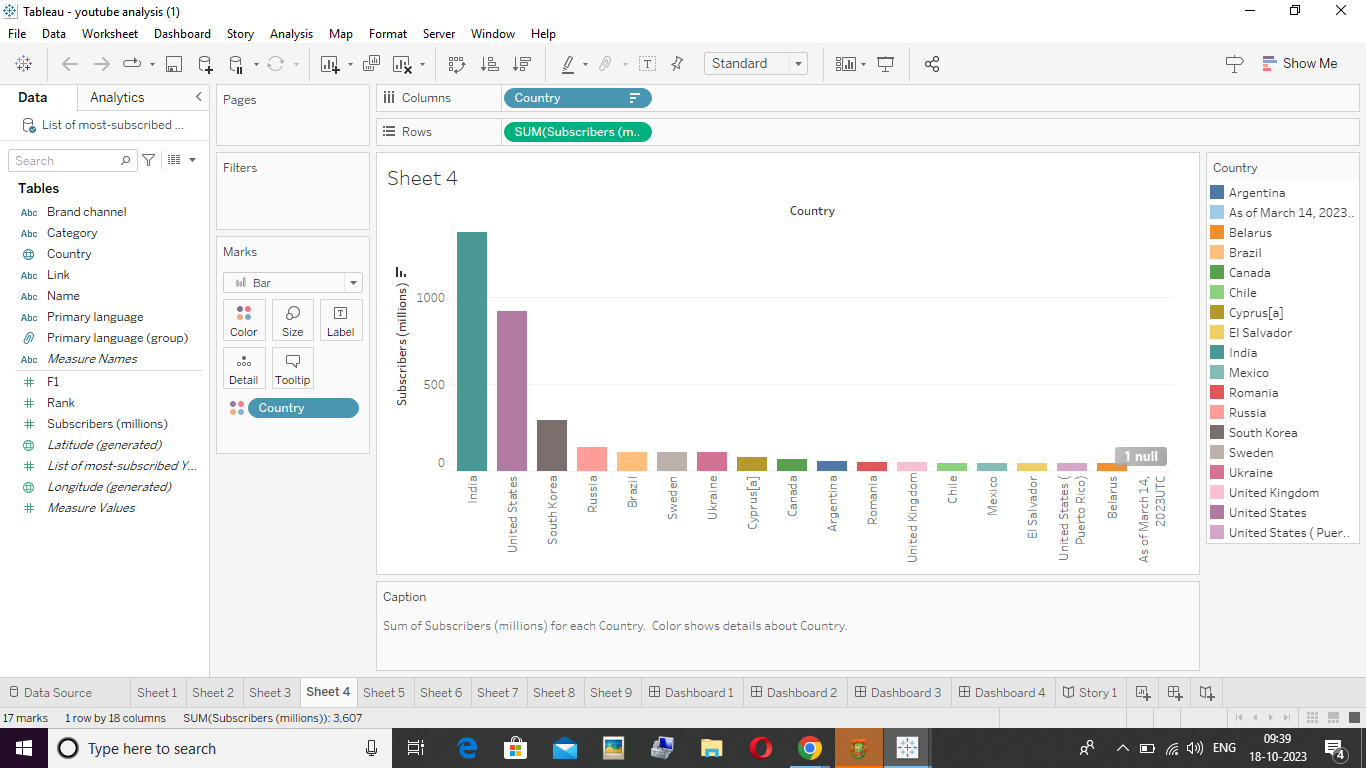 Tableau - youtube analysis (1)
File Data Worksheet Dashboard Story Analysis Map Format Server Window Help
Standard
Show Me
Data Analytics
List of most-subscribed ...
Search
Tables
Abc Brand channel
Abc Category
Country
Abc Link
Abc Name
Abc Primary language
Primary language (group)
Abc Measure Names
F1
Rank
Subscribers (millions)
Latitude (generated)
List of most-subscribed Y...
Longitude (generated)
Measure Values
Pages
Filters
Marks
Bar
Color Size Label
Detail Tooltip
Country
Columns Country
Rows SUM(Subscribers (m..
Sheet 4
Country
Subscribers (millions)
1000
500
0
1 null
India
United States
South Korea
Russia
Brazil
Sweden
Ukraine
Cyprus[a]
Canada
Argentina
Romania
United Kingdom
Chile
Mexico
El Salvador
United States (
Puerto Rico)
Belarus
As of March 14,
2023UTC
Caption
Sum of Subscribers (millions) for each Country. Color shows details about Country.
Country
Argentina
As of March 14, 2023..
Belarus
Brazil
Canada
Chile
Cyprus[a]
El Salvador
India
Mexico
Romania
Russia
South Korea
Sweden
Ukraine
United Kingdom
United States
United States ( Puer..
Data Source Sheet 1 Sheet 2 Sheet 3 Sheet 4 Sheet 5 Sheet 6 Sheet 7 Sheet 8 Sheet 9 Dashboard 1 Dashboard 2 Dashboard 3 Dashboard 4 Story 1
17 marks 1 row by 18 columns SUM(Subscribers (millions)): 3,607
Type here to search
ENG
09:39
18-10-2023
4